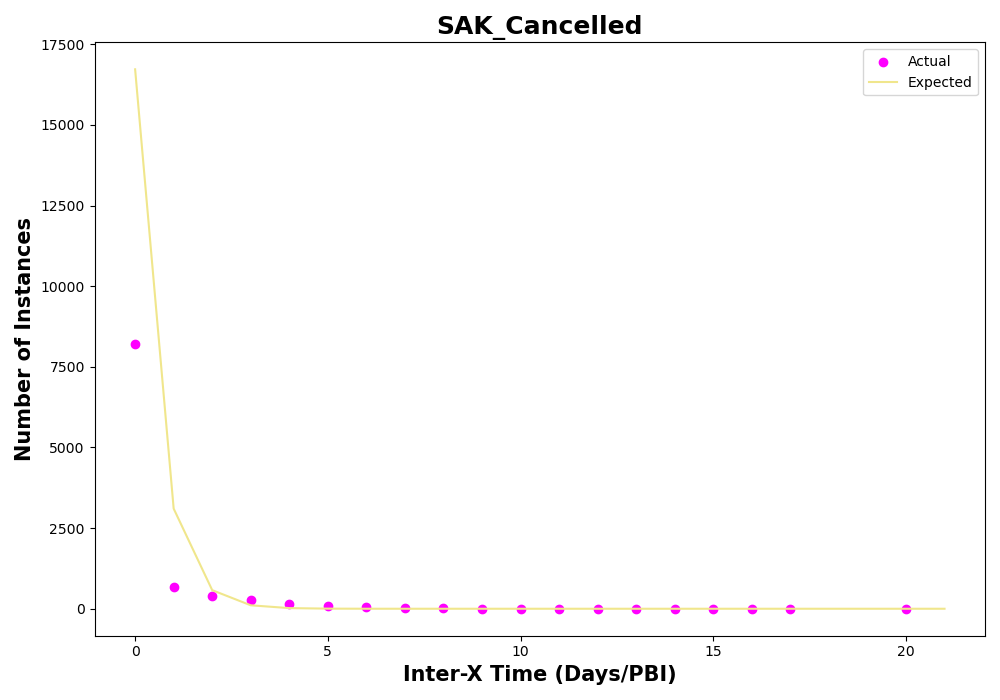 SAK_Cancelled
Actual
Expected
Number of Instances
17500
15000
12500
10000
7500
5000
2500
0
0 5 10 15 20
Inter-X Time (Days/PBI)